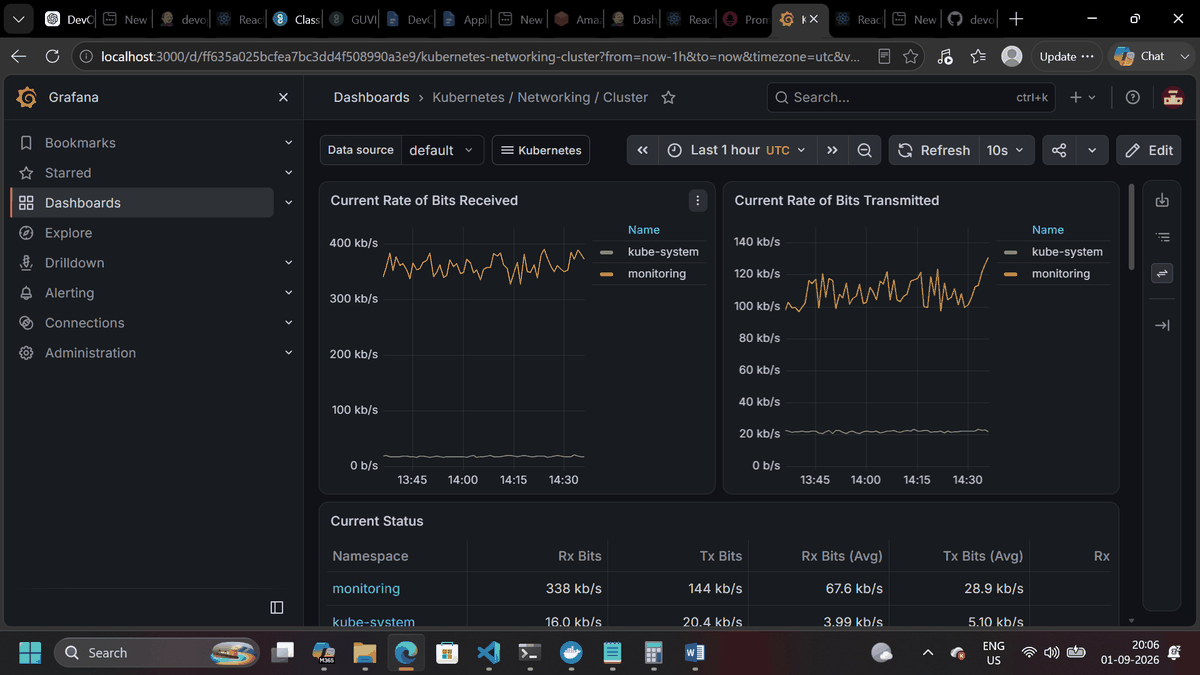 DevC
New
devo
Reac
Class
GUVI
DevC
Appl
New
Ama
Dash
Reac
Pron
K
Reac
New
devo
localhost:3000/d/ff635a025bcfea7bc3dd4f508990a3e9/kubernetes-networking-cluster?from=now-1h&to=now&timezone=utc&v...
Update
Chat
Grafana
Dashboards › Kubernetes / Networking / Cluster
Search... ctrl+k
Bookmarks
Starred
Dashboards
Explore
Drilldown
Alerting
Connections
Administration
Data source default Kubernetes
Last 1 hour UTC Refresh 10s Edit
Current Rate of Bits Received
Name
kube-system
monitoring
400 kb/s
300 kb/s
200 kb/s
100 kb/s
0 b/s
13:45 14:00 14:15 14:30
Current Rate of Bits Transmitted
Name
kube-system
monitoring
140 kb/s
120 kb/s
100 kb/s
80 kb/s
60 kb/s
40 kb/s
20 kb/s
0 b/s
13:45 14:00 14:15 14:30
Current Status
Namespace Rx Bits Tx Bits Rx Bits (Avg) Tx Bits (Avg) Rx
monitoring 338 kb/s 144 kb/s 67.6 kb/s 28.9 kb/s
kube-system 16.0 kb/s 20.4 kb/s 3.99 kb/s 5.10 kb/s
Search
M365
ENG
US
20:06
01-09-2026